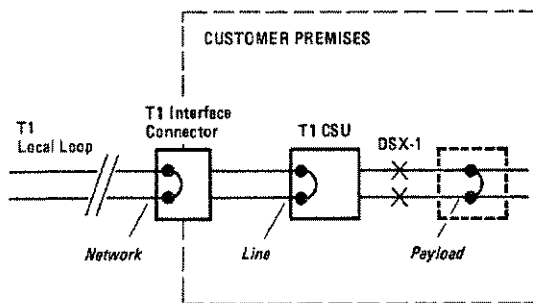 CUSTOMER PREMISES
T1 Interface
Connector
T1 CSU
DSX-1
T1
Local Loop
Network
Line
Payload